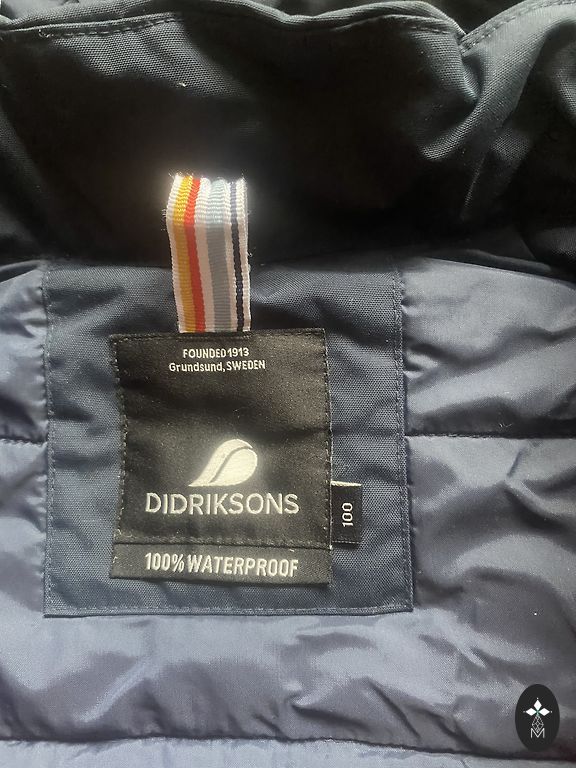 FOUNDED 1913
Grundsund, SWEDEN
DIDRIKSONS
100
100% WATERPROOF